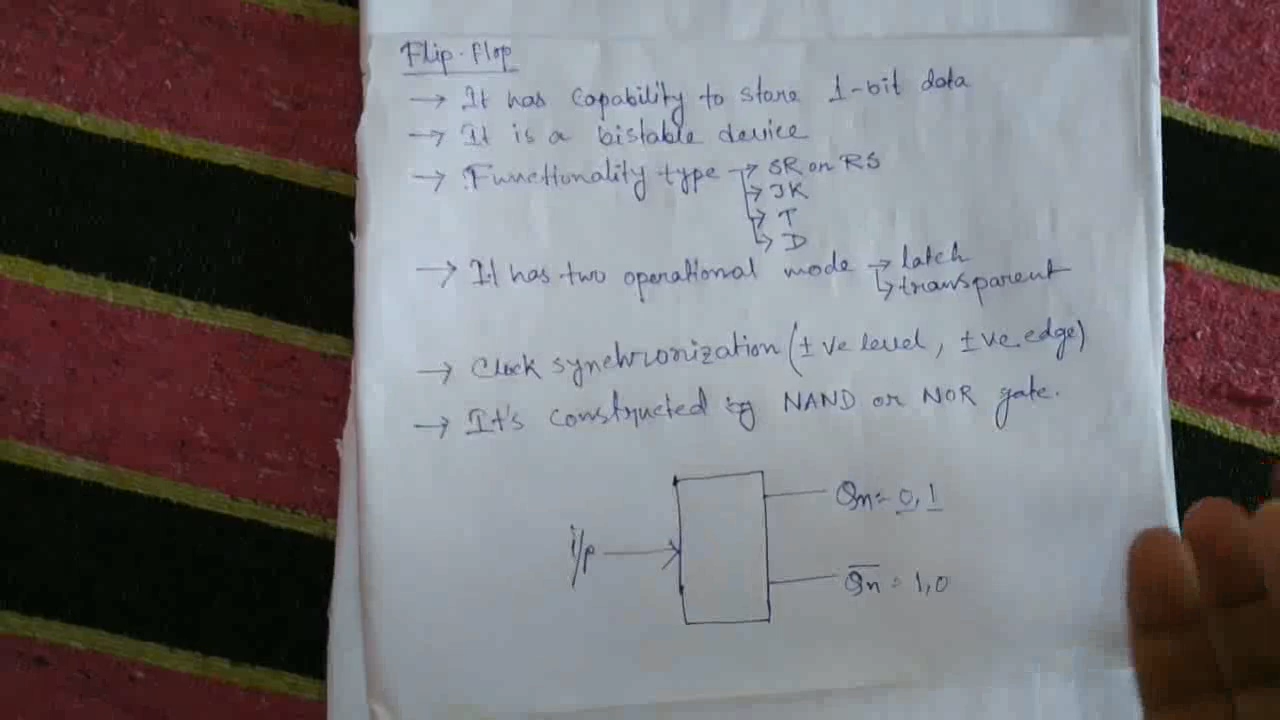 Flip-Flop
→ It has capability to store 1-bit data
→ It is a bistable device
→ Functionality type → SR or RS
→ JK
→ T
→ D
→ It has two operational mode → latch
→ transparent
→ Clock synchronization (±ve level, ±ve edge)
→ It's constructed by NAND or NOR gate.
Qn = 0, 1
i/p
Q̅n̅ = 1, 0